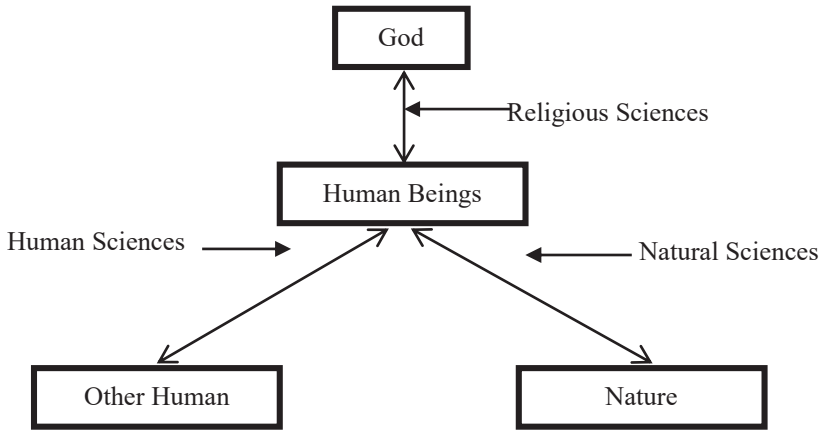 God
Religious Sciences
Human Beings
Human Sciences
Natural Sciences
Other Human
Nature